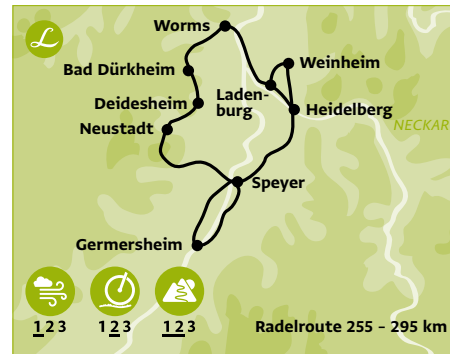 ℒ
Worms
Weinheim
Bad Dürkheim
Laden-
burg
Deidesheim
Heidelberg
Neustadt
NECKAR
Speyer
Germersheim
1 2 3
1 2 3
1 2 3
Radelroute 255 – 295 km